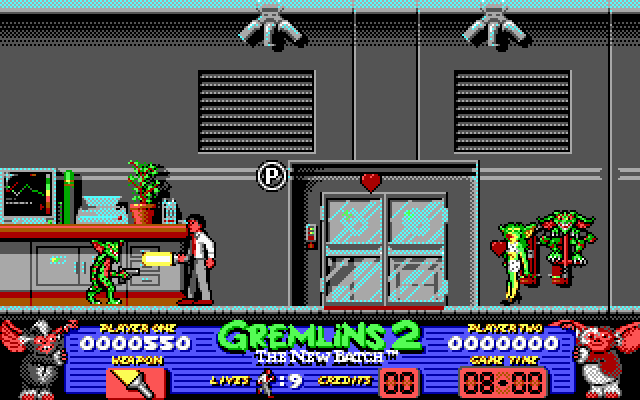 P
PLAYER ONE
0000550
WEAPON
GREMLINS 2
THE NEW BATCH™
LIVES :9 CREDITS 00
PLAYER TWO
0000000
GAME TIME
08-00